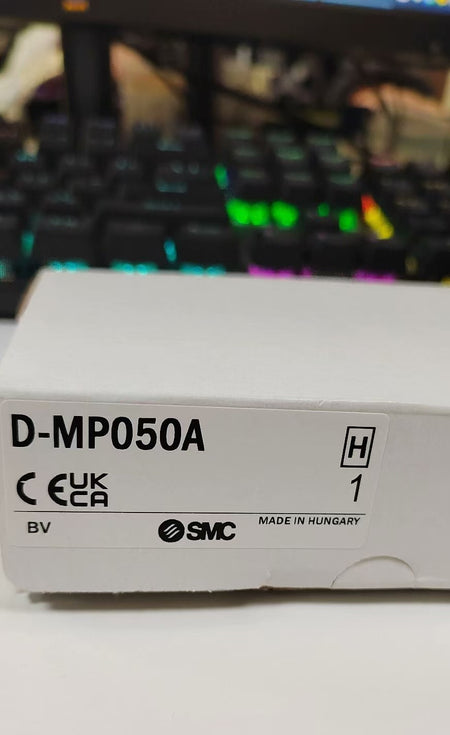 D-MP050A
H
CE UK CA
1
BV
SMC
MADE IN HUNGARY